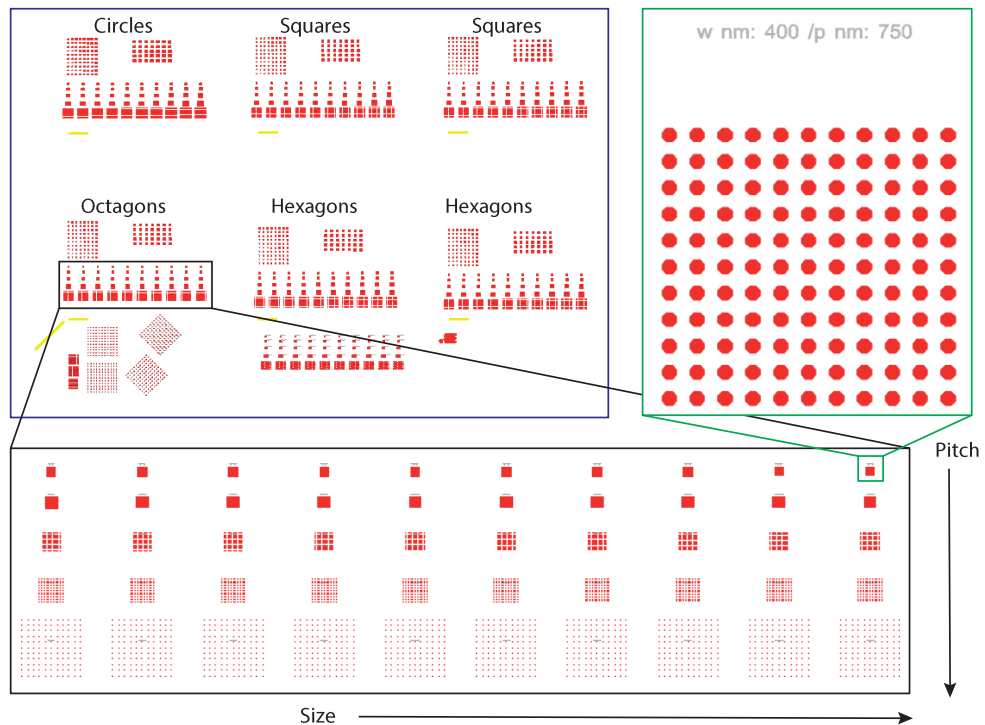 Circles
Squares
Squares
w nm: 400 /p nm: 750
Octagons
Hexagons
Hexagons
Pitch
Size